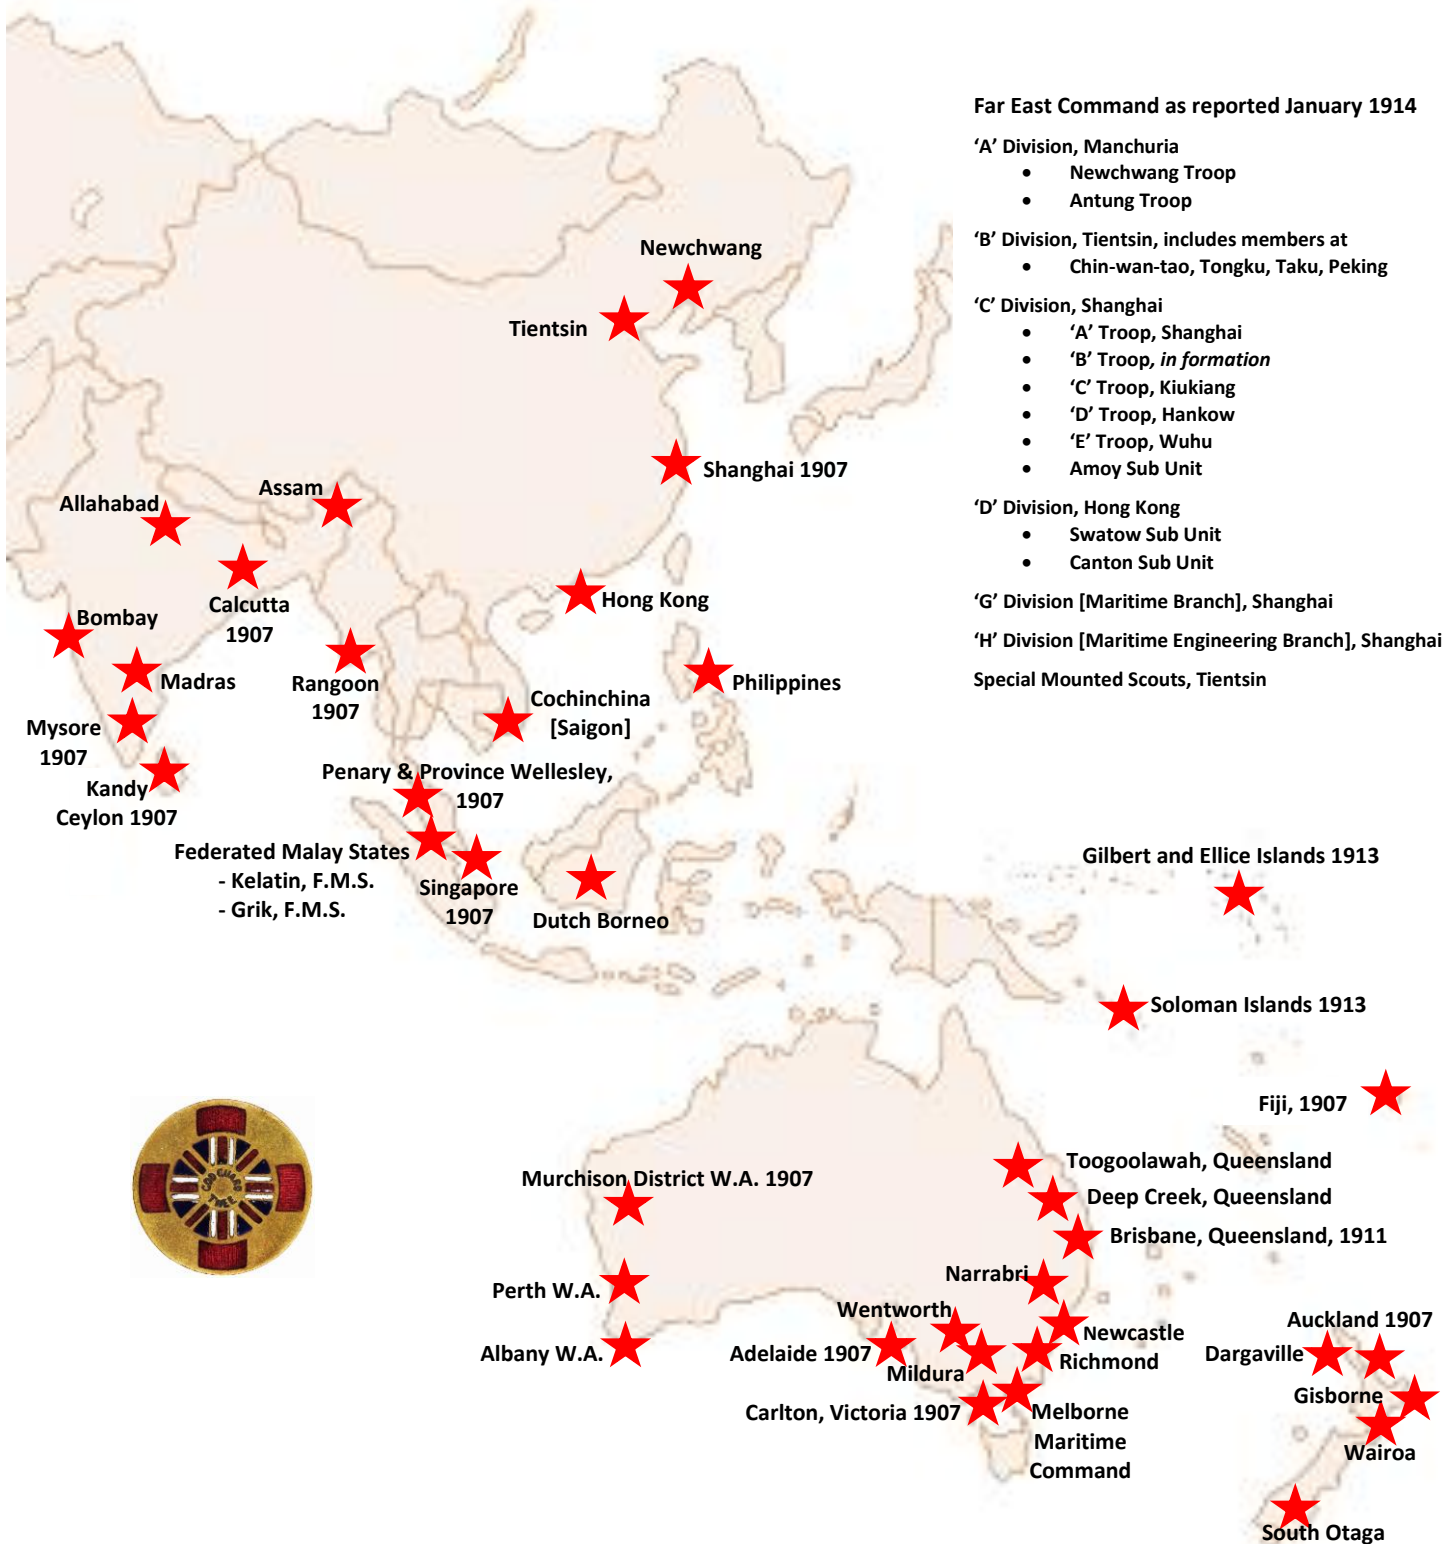 Far East Command as reported January 1914
‘A’ Division, Manchuria
• Newchwang Troop
• Antung Troop
‘B’ Division, Tientsin, includes members at
• Chin-wan-tao, Tongku, Taku, Peking
‘C’ Division, Shanghai
• ‘A’ Troop, Shanghai
• ‘B’ Troop, in formation
• ‘C’ Troop, Kiukiang
• ‘D’ Troop, Hankow
• ‘E’ Troop, Wuhu
• Amoy Sub Unit
‘D’ Division, Hong Kong
• Swatow Sub Unit
• Canton Sub Unit
‘G’ Division [Maritime Branch], Shanghai
‘H’ Division [Maritime Engineering Branch], Shanghai
Special Mounted Scouts, Tientsin
Newchwang
Tientsin
Shanghai 1907
Assam
Allahabad
Calcutta
1907
Hong Kong
Bombay
Madras
Rangoon
1907
Philippines
Cochinchina
[Saigon]
Mysore
1907
Kandy
Ceylon 1907
Penary & Province Wellesley,
1907
Federated Malay States
- Kelatin, F.M.S.
- Grik, F.M.S.
Singapore
1907
Dutch Borneo
Gilbert and Ellice Islands 1913
Soloman Islands 1913
Fiji, 1907
Toogoolawah, Queensland
Murchison District W.A. 1907
Deep Creek, Queensland
Brisbane, Queensland, 1911
Narrabri
Perth W.A.
Wentworth
Newcastle
Auckland 1907
Albany W.A.
Adelaide 1907
Richmond
Dargaville
Mildura
Gisborne
Carlton, Victoria 1907
Melborne
Maritime
Command
Wairoa
South Otaga